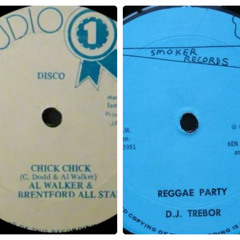 UDIO 1
DISCO
CHICK CHICK
(C. Dodd & Al Walker)
AL WALKER &
BRENTFORD ALL STA
SMOKER
RECORDS
REGGAE PARTY
D.J. TREBOR